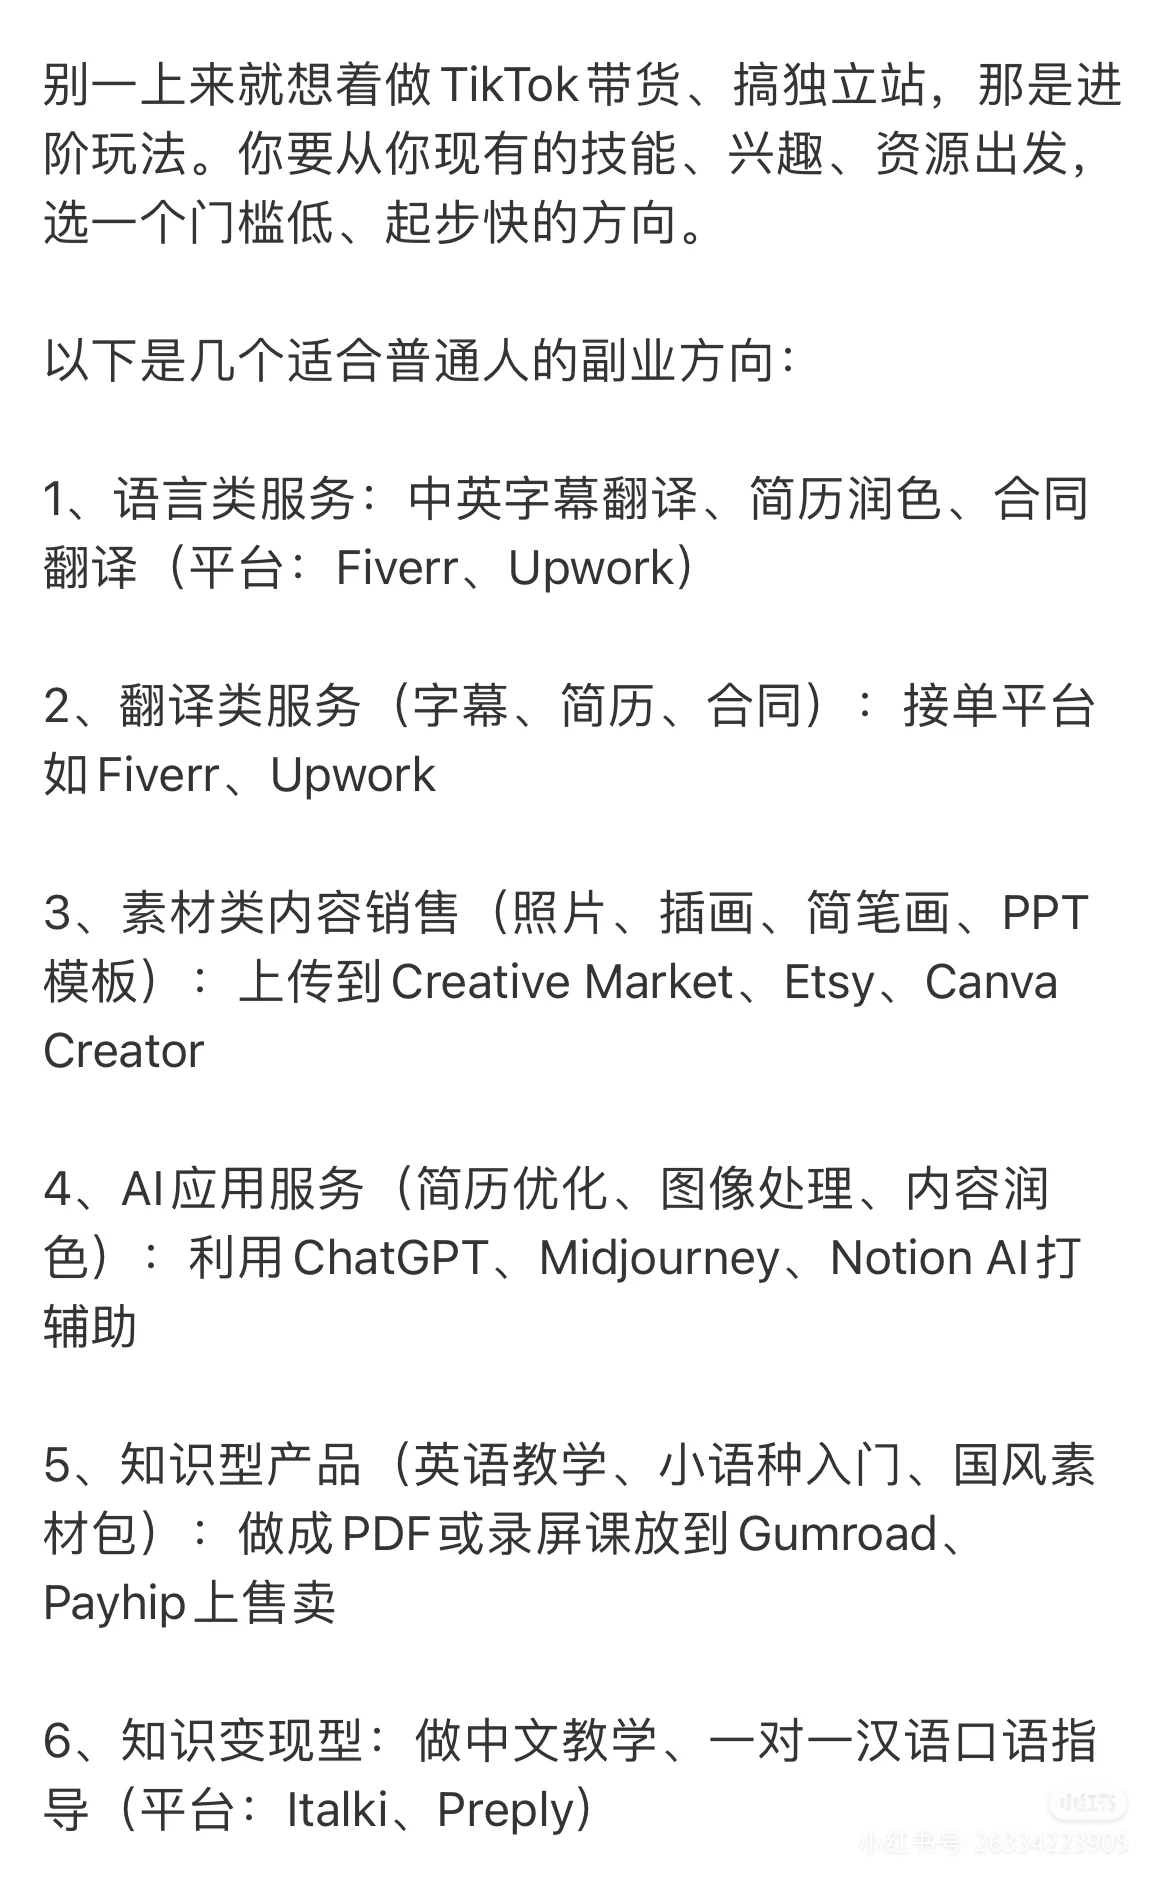 别一上来就想着做TikTok带货、搞独立站，那是进
阶玩法。你要从你现有的技能、兴趣、资源出发，
选一个门槛低、起步快的方向。
以下是几个适合普通人的副业方向：
1、语言类服务：中英字幕翻译、简历润色、合同
翻译（平台：Fiverr、Upwork）
2、翻译类服务（字幕、简历、合同）：接单平台
如Fiverr、Upwork
3、素材类内容销售（照片、插画、简笔画、PPT
模板）：上传到Creative Market、Etsy、Canva
Creator
4、AI应用服务（简历优化、图像处理、内容润
色）：利用ChatGPT、Midjourney、Notion AI打
辅助
5、知识型产品（英语教学、小语种入门、国风素
材包）：做成PDF或录屏课放到Gumroad、
Payhip上售卖
6、知识变现型：做中文教学、一对一汉语口语指
导（平台：Italki、Preply）
小红书
小红书号: 26334223905